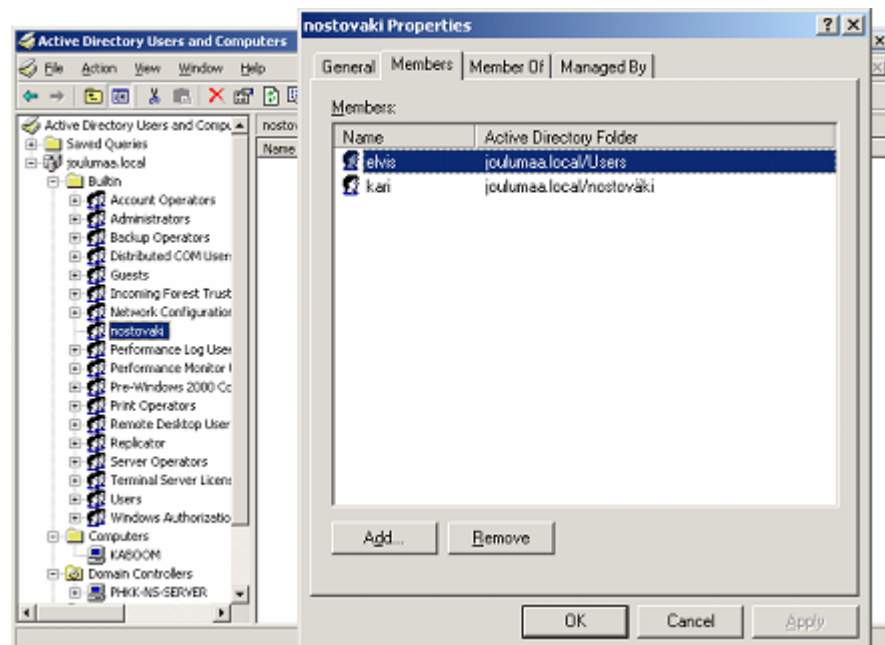 Active Directory Users and Computers
File Action View Window Help
Active Directory Users and Compu
Saved Queries
joulumaa.local
Builtin
Account Operators
Administrators
Backup Operators
Distributed COM User
Guests
Incoming Forest Trust
Network Configuration
nostovaki
Performance Log User
Performance Monitor
Pre-Windows 2000 Co
Print Operators
Remote Desktop User
Replicator
Server Operators
Terminal Server Licens
Users
Windows Authorizatio
Computers
KABOOM
Domain Controllers
PHKK-NS-SERVER
nostov
Name
nostovaki Properties
General Members Member Of Managed By
Members:
Name Active Directory Folder
elvis joulumaa.local/Users
kari joulumaa.local/nostoväki
Add... Remove
OK Cancel Apply